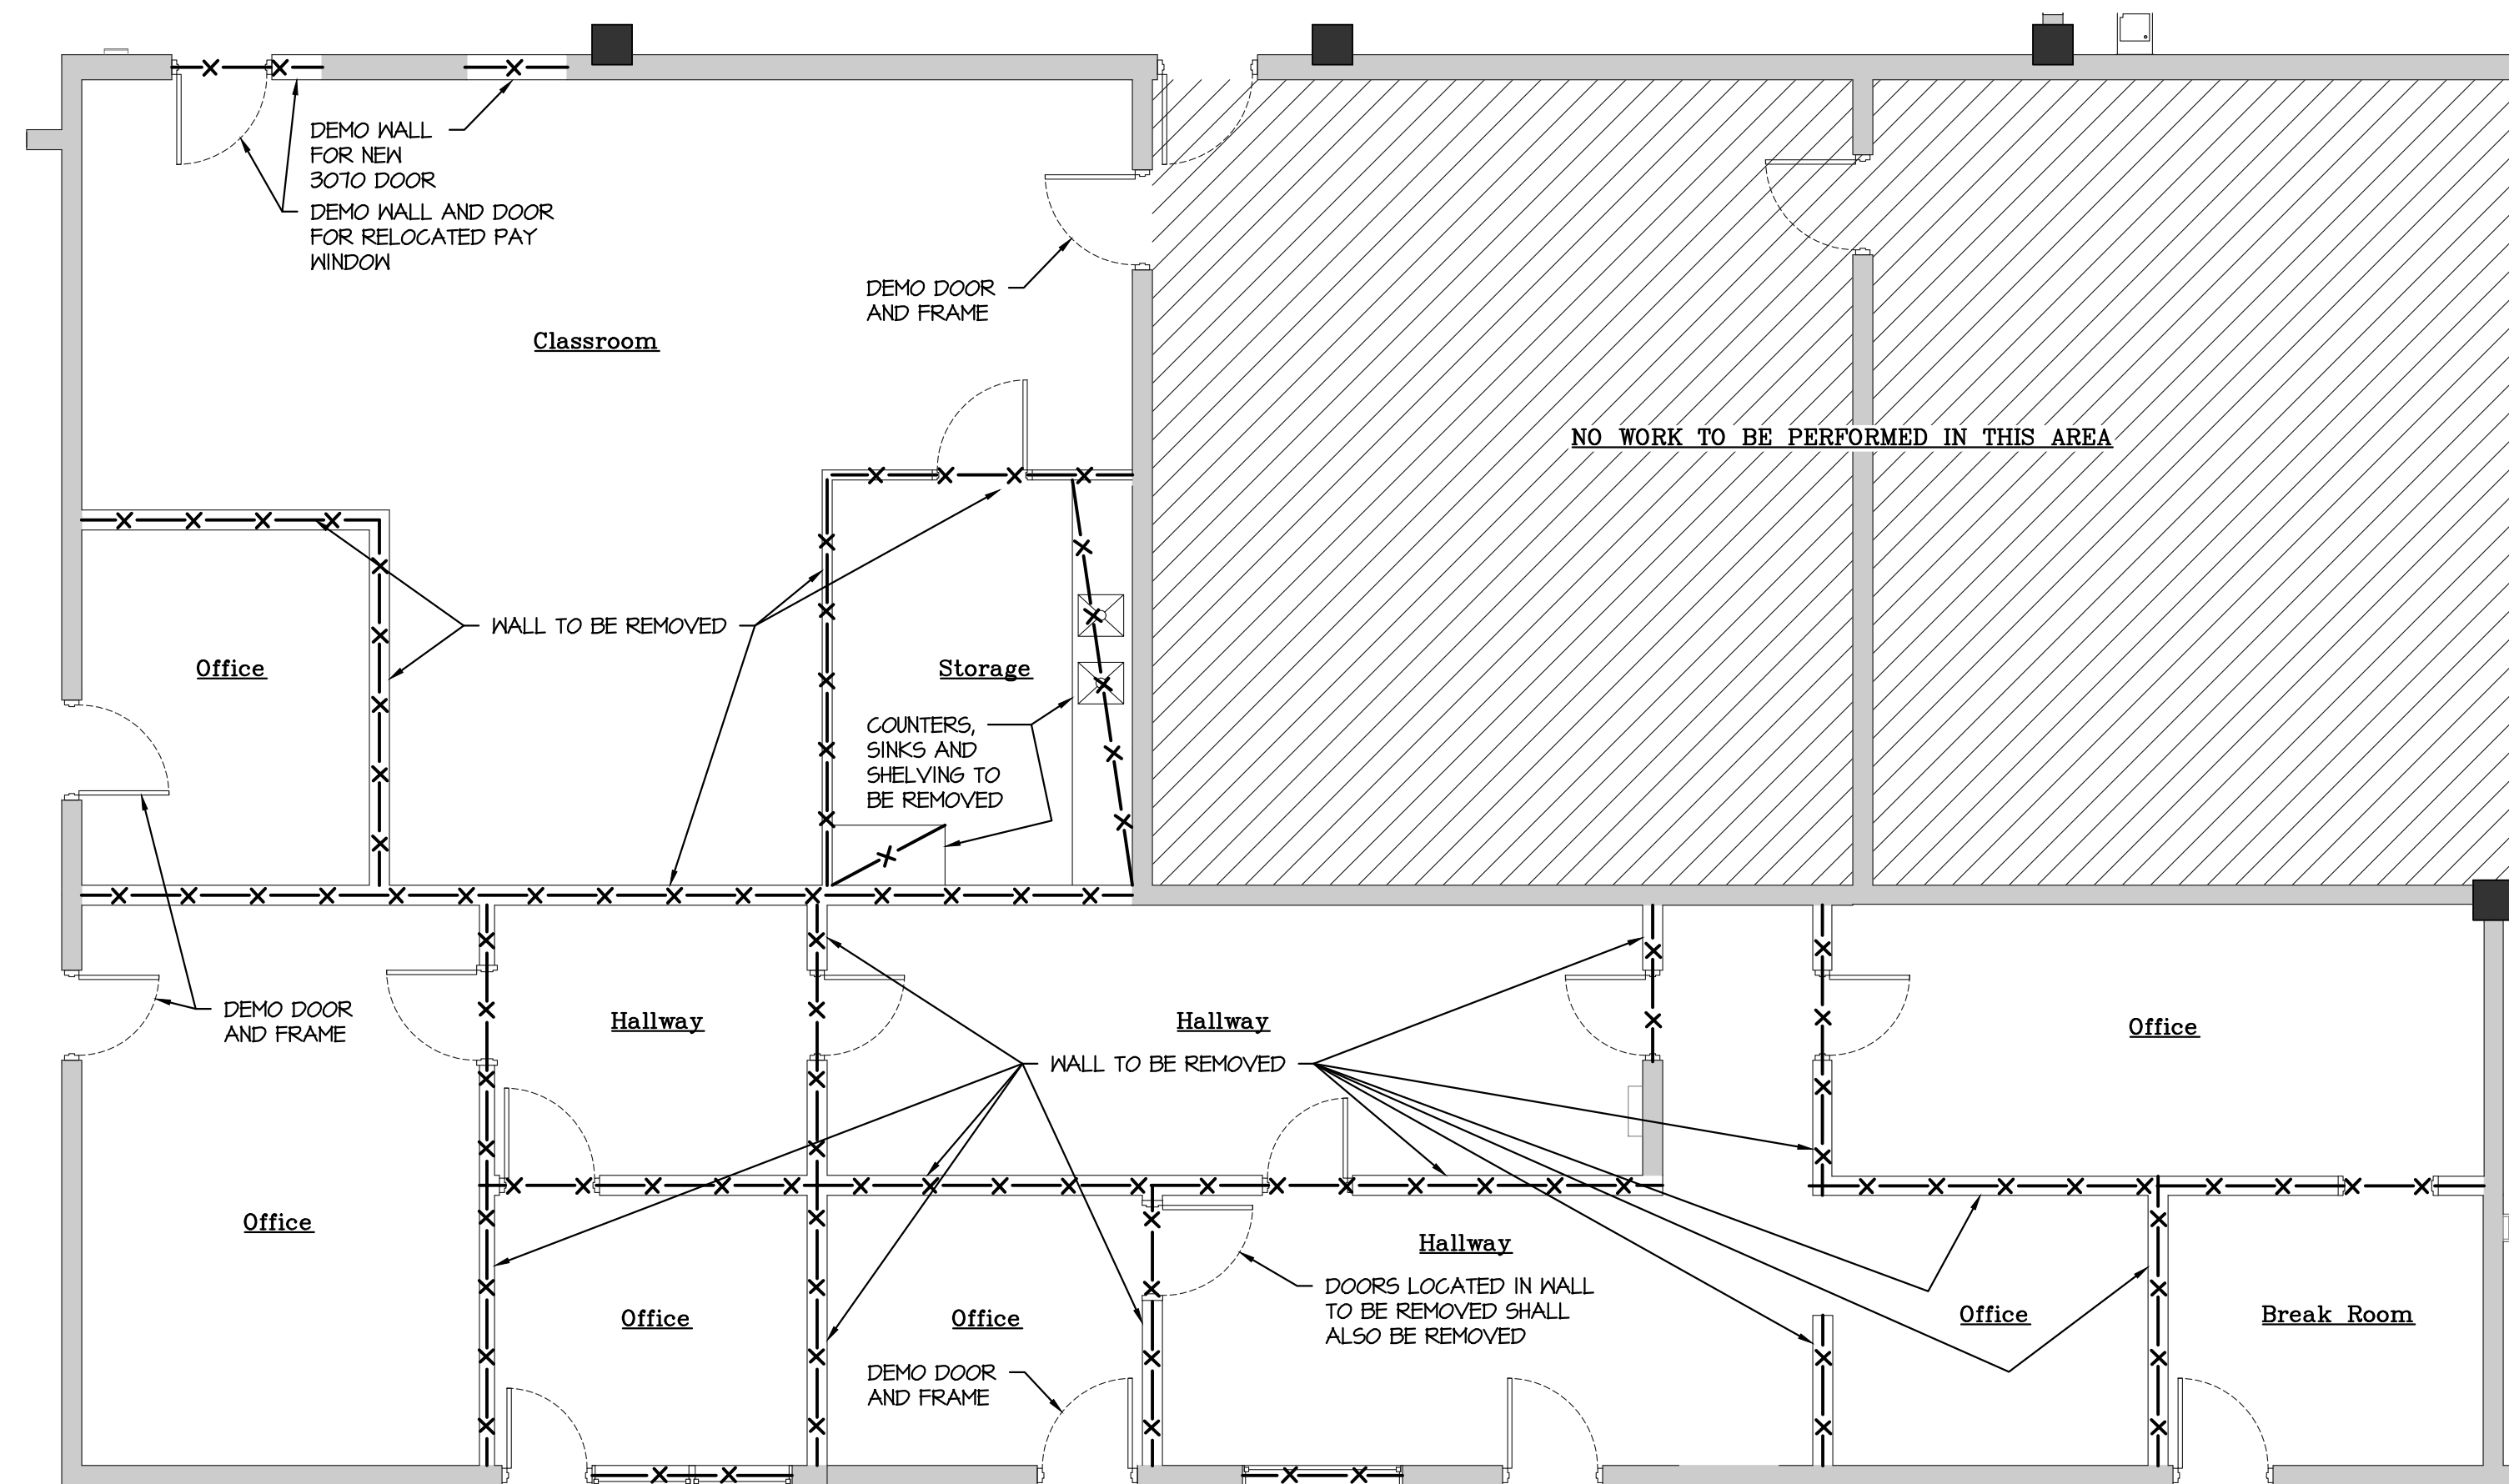 DEMO WALL
FOR NEW
3070 DOOR
DEMO WALL AND DOOR
FOR RELOCATED PAY
WINDOW
DEMO DOOR
AND FRAME
Classroom
NO WORK TO BE PERFORMED IN THIS AREA
WALL TO BE REMOVED
Office
Storage
COUNTERS,
SINKS AND
SHELVING TO
BE REMOVED
DEMO DOOR
AND FRAME
Hallway
Hallway
Office
WALL TO BE REMOVED
Office
Hallway
DOORS LOCATED IN WALL
TO BE REMOVED SHALL
ALSO BE REMOVED
Office
Office
Office
Break Room
DEMO DOOR
AND FRAME